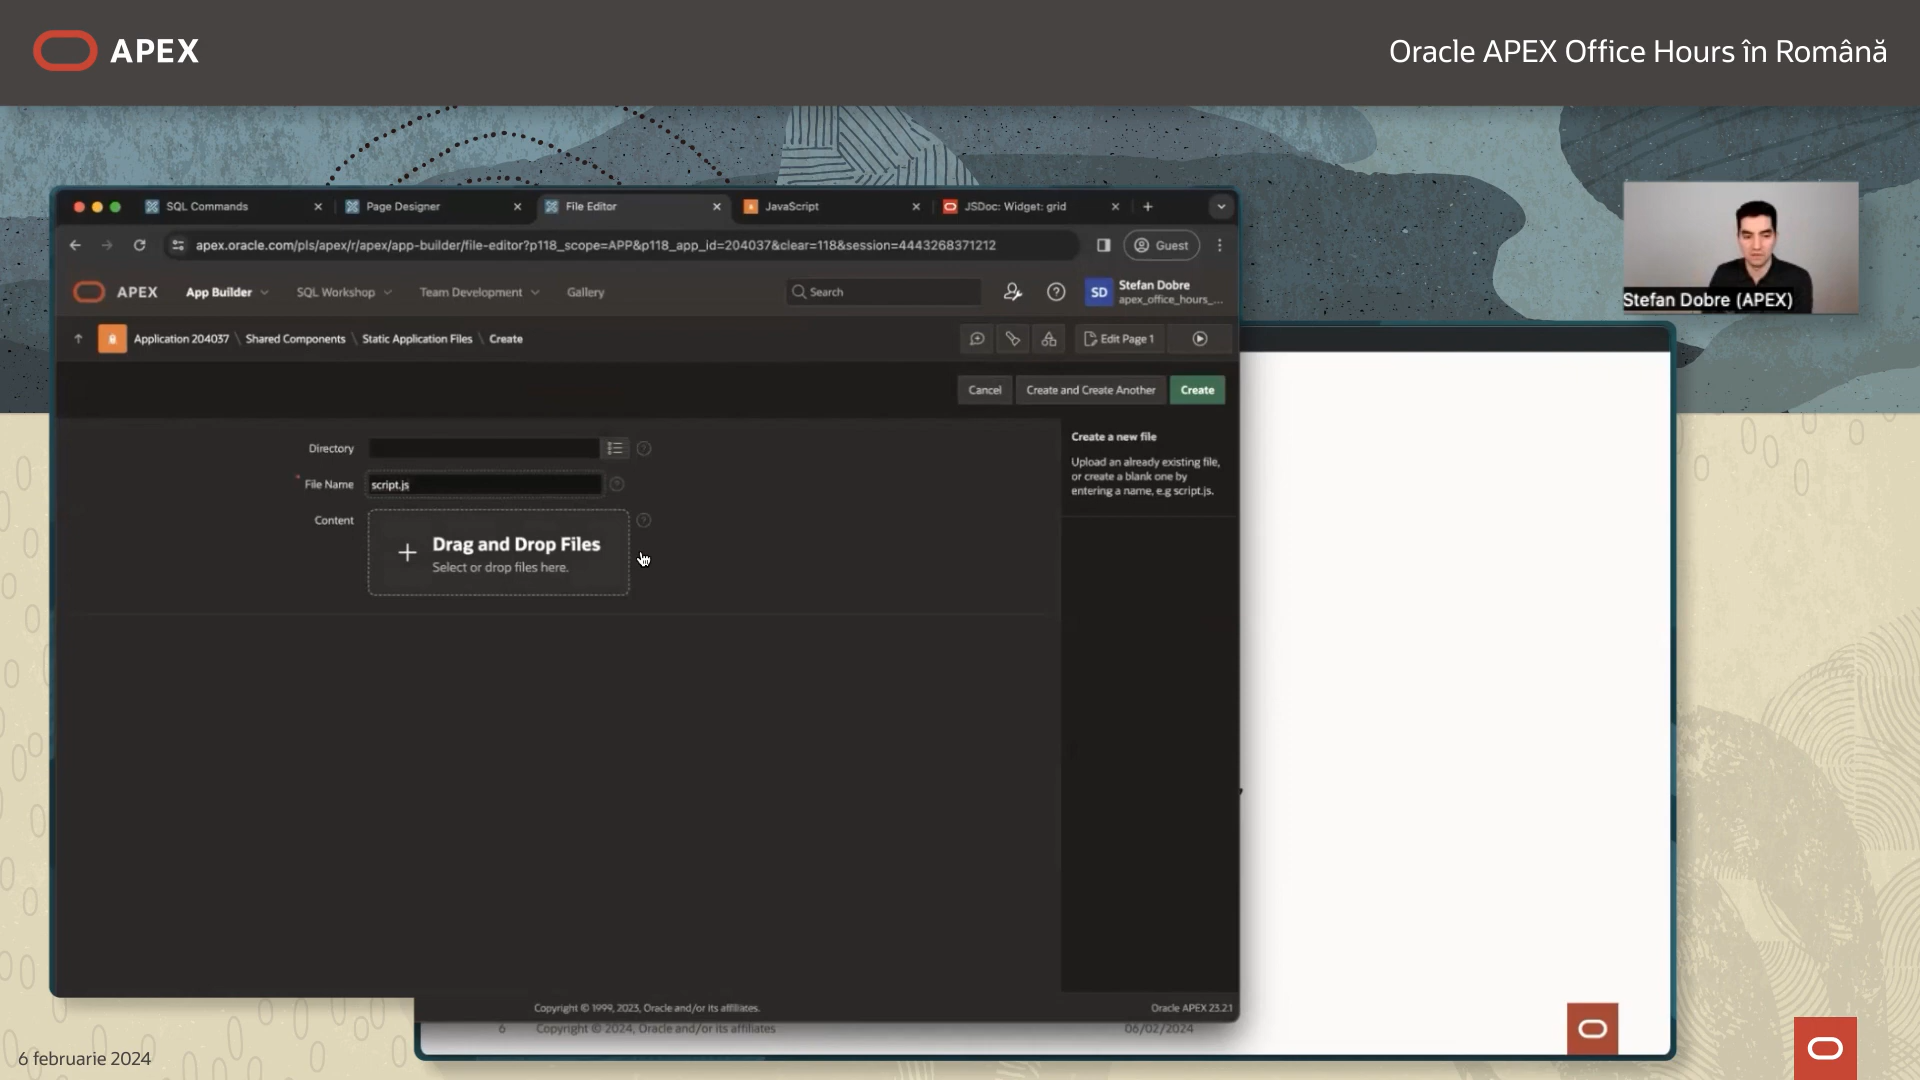 APEX
Oracle APEX Office Hours în Română
SQL Commands
Page Designer
File Editor
JavaScript
JSDoc: Widget: grid
apex.oracle.com/pls/apex/r/apex/app-builder/file-editor?p118_scope=APP&p118_app_id=204037&clear=118&session=4443268371212
Guest
APEX
App Builder
SQL Workshop
Team Development
Gallery
Search
SD
Stefan Dobre
apex_office_hours_...
Stefan Dobre (APEX)
Application 204037 \ Shared Components \ Static Application Files \ Create
Edit Page 1
Cancel
Create and Create Another
Create
Directory
* File Name
script.js
Content
Drag and Drop Files
Select or drop files here.
Create a new file
Upload an already existing file,
or create a blank one by
entering a name, e.g script.js.
Copyright © 1999, 2023, Oracle and/or its affiliates.
Oracle APEX 23.2.1
6
Copyright © 2024, Oracle and/or its affiliates
06/02/2024
6 februarie 2024